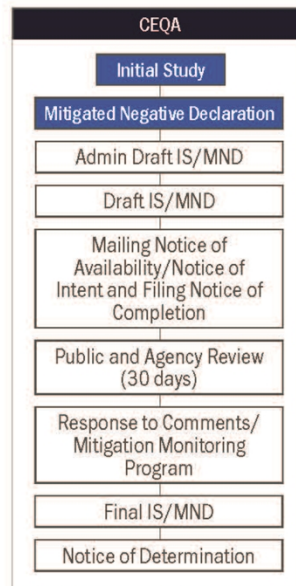 CEQA
Initial Study
Mitigated Negative Declaration
Admin Draft IS/MND
Draft IS/MND
Mailing Notice of
Availability/Notice of
Intent and Filing Notice of
Completion
Public and Agency Review
(30 days)
Response to Comments/
Mitigation Monitoring
Program
Final IS/MND
Notice of Determination